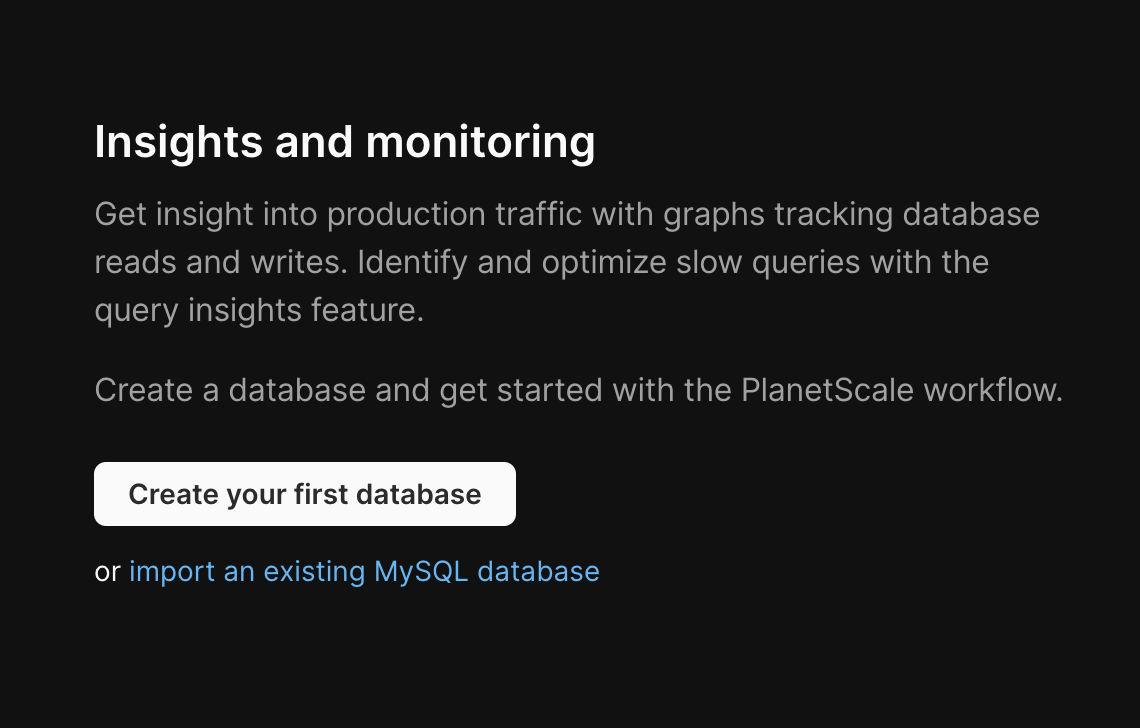 Insights and monitoring
Get insight into production traffic with graphs tracking database
reads and writes. Identify and optimize slow queries with the
query insights feature.
Create a database and get started with the PlanetScale workflow.
Create your first database
or import an existing MySQL database